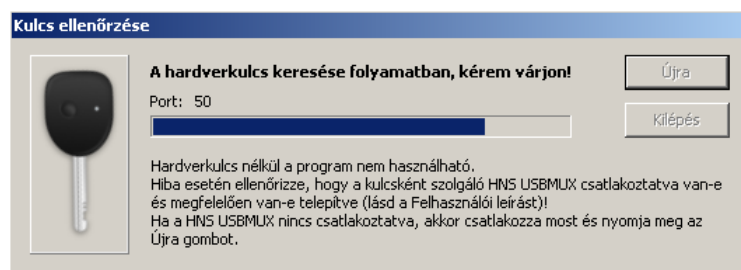 Kulcs ellenőrzése
A hardverkulcs keresése folyamatban, kérem várjon!
Újra
Port: 50
Kilépés
Hardverkulcs nélkül a program nem használható.
Hiba esetén ellenőrizze, hogy a kulcsként szolgáló HNS USBMUX csatlakoztatva van-e
és megfelelően van-e telepítve (lásd a Felhasználói leírást)!
Ha a HNS USBMUX nincs csatlakoztatva, akkor csatlakozza most és nyomja meg az
Újra gombot.